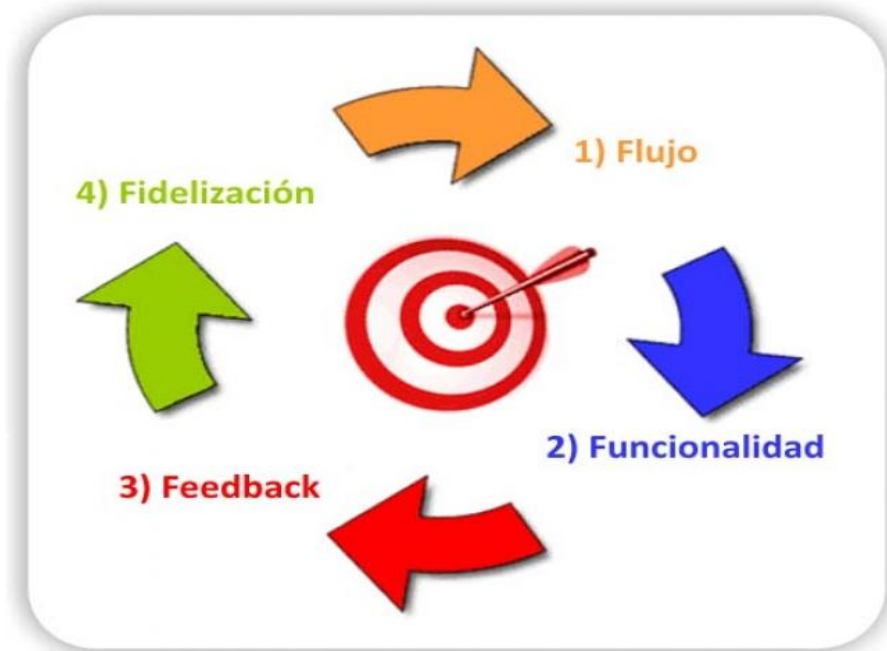 1) Flujo
2) Funcionalidad
3) Feedback
4) Fidelización